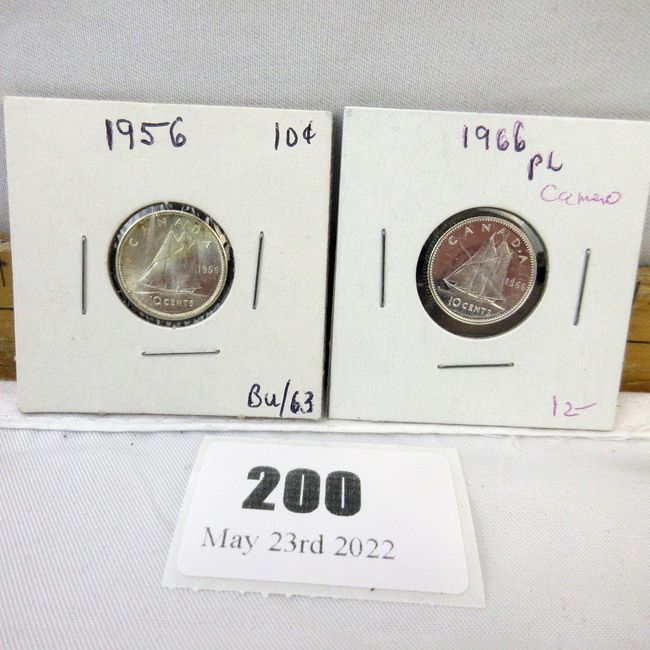 1956 10¢
CANADA
1956
10 CENTS
BU/63
1966
PL
Cameo
CANADA
1966
10 CENTS
12-
200
May 23rd 2022